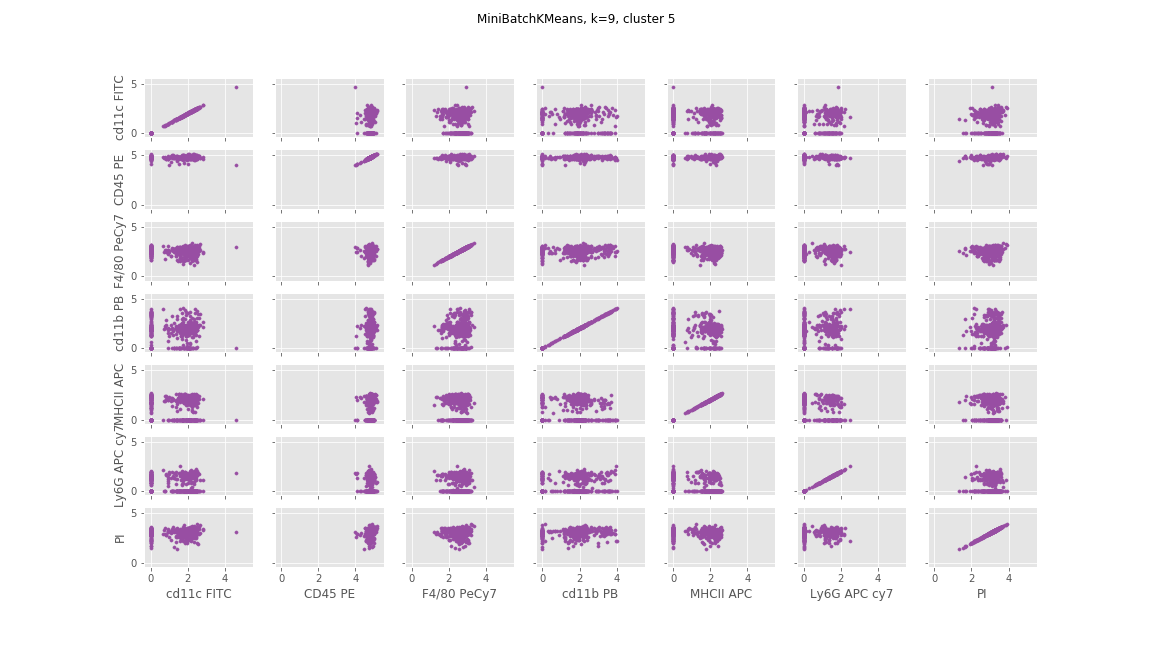 MiniBatchKMeans, k=9, cluster 5
cd11c FITC
5
0
CD45 PE
5
0
F4/80 PeCy7
5
0
cd11b PB
5
0
MHCII APC
5
0
Ly6G APC cy7
5
0
PI
5
0
0 2 4 0 2 4 0 2 4 0 2 4 0 2 4 0 2 4 0 2 4
cd11c FITC CD45 PE F4/80 PeCy7 cd11b PB MHCII APC Ly6G APC cy7 PI